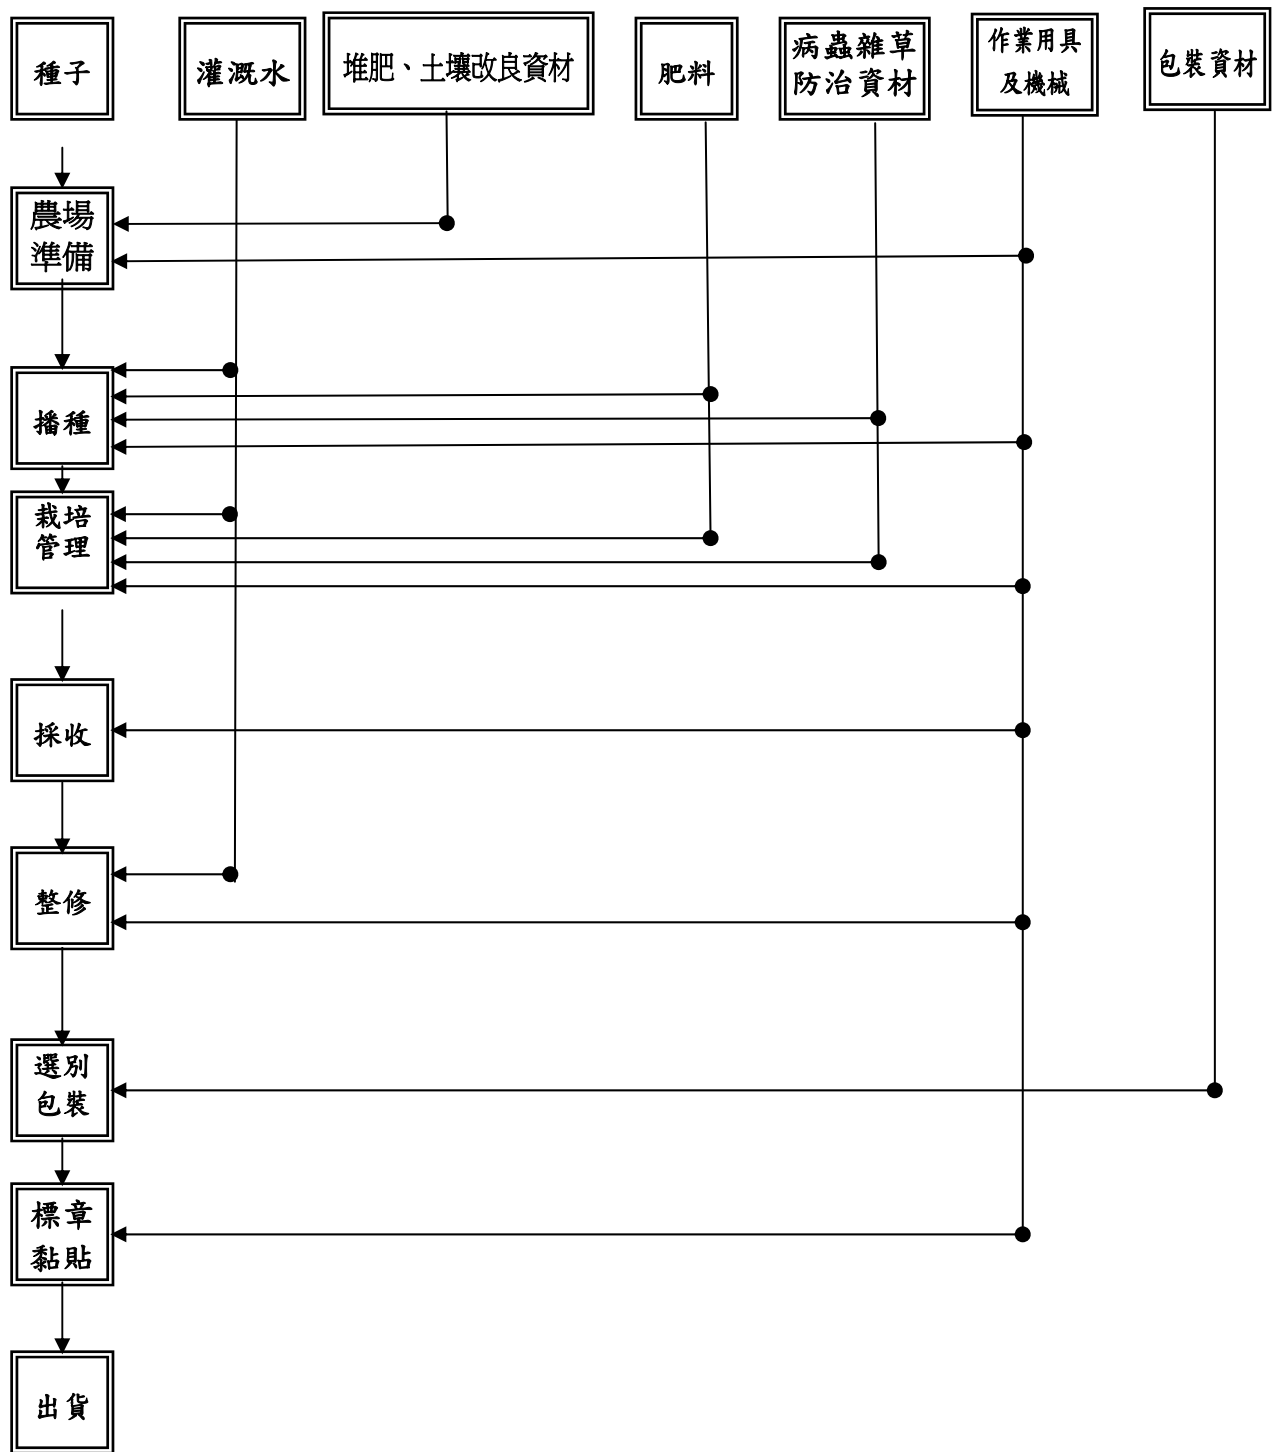 種子
灌溉水
堆肥、土壤改良資材
肥料
病蟲雜草
防治資材
作業用具
及機械
包裝資材
農場
準備
播種
栽培
管理
採收
整修
選別
包裝
標章
黏貼
出貨